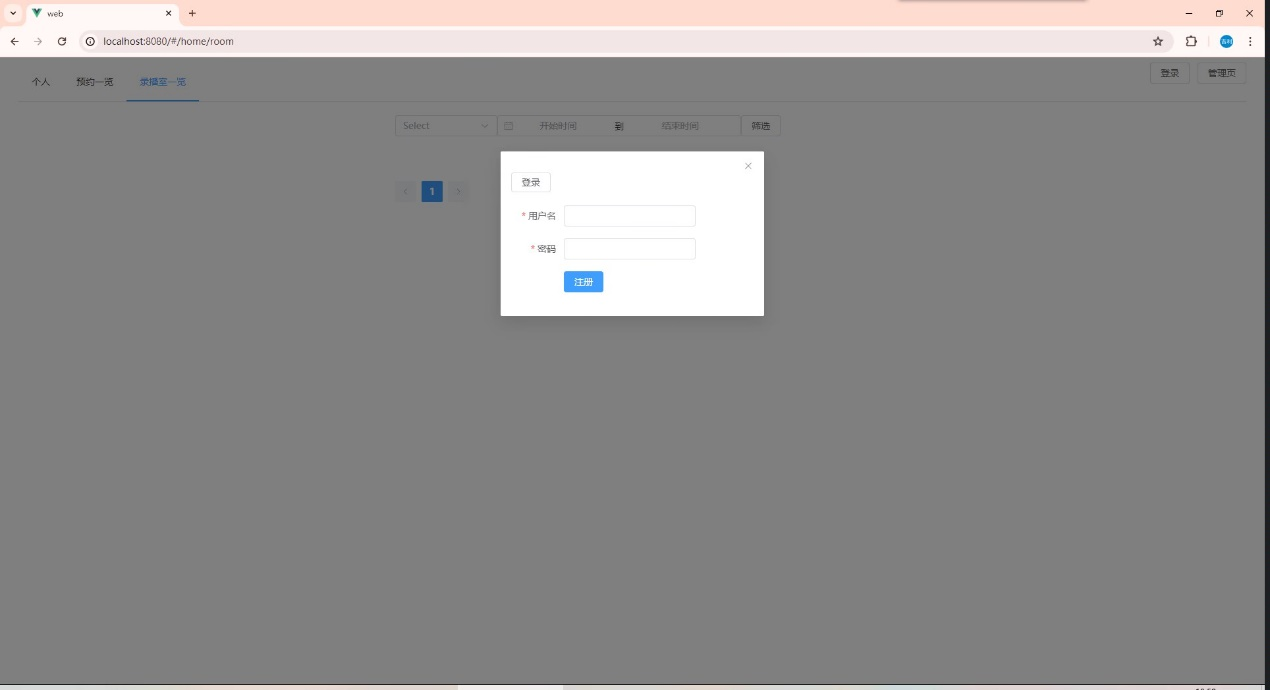 web
localhost:8080/#/home/room
个人 预约一览 录播室一览 登录 管理页
Select 开始时间 到 结束时间 筛选
1
登录
* 用户名
* 密码
注册